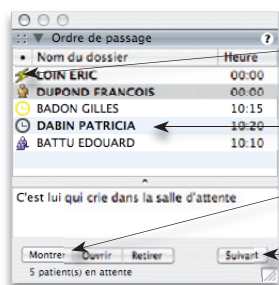 Ordre de passage ?
• Nom du dossier Heure
LOIN ERIC 00:00
DUPOND FRANCOIS 00:00
BADON GILLES 10:15
DABIN PATRICIA 10:20
BATTU EDOUARD 10:10
C'est lui qui crie dans la salle d'attente
Montrer Ouvrir Retirer Suivant
5 patient(s) en attente